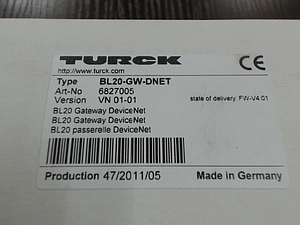 TURCK
CE
http://www.turck.com
Type BL20-GW-DNET
Art-No 6827005
Version VN 01-01
state of delivery: FW-V4.01
BL20 Gateway DeviceNet
BL20 Gateway DeviceNet
BL20 passerelle DeviceNet
Production 47/2011/05 Made in Germany